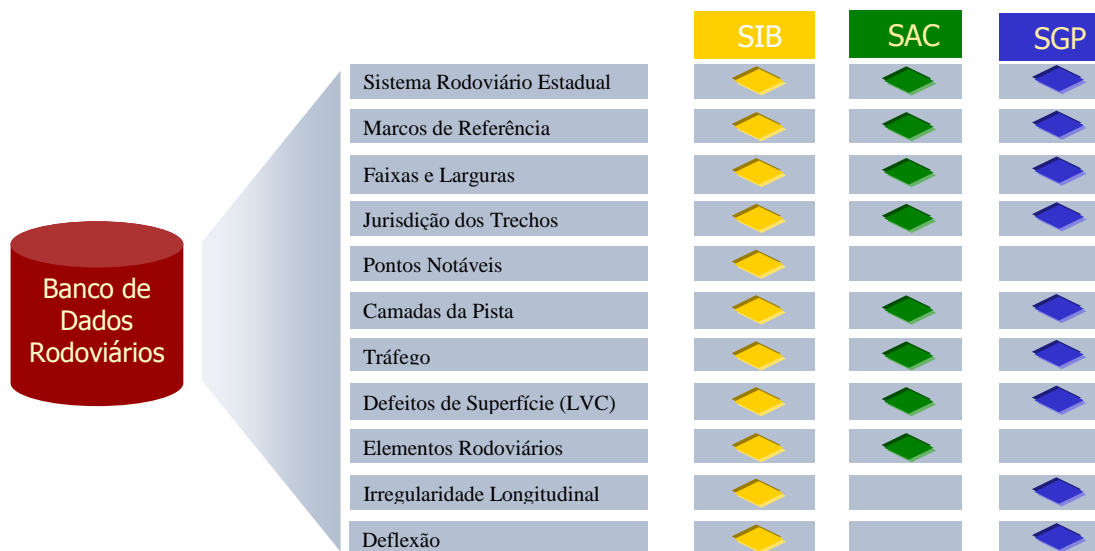 SIB
SAC
SGP
Sistema Rodoviário Estadual
Marcos de Referência
Faixas e Larguras
Jurisdição dos Trechos
Pontos Notáveis
Camadas da Pista
Tráfego
Defeitos de Superfície (LVC)
Elementos Rodoviários
Irregularidade Longitudinal
Deflexão
Banco de
Dados
Rodoviários